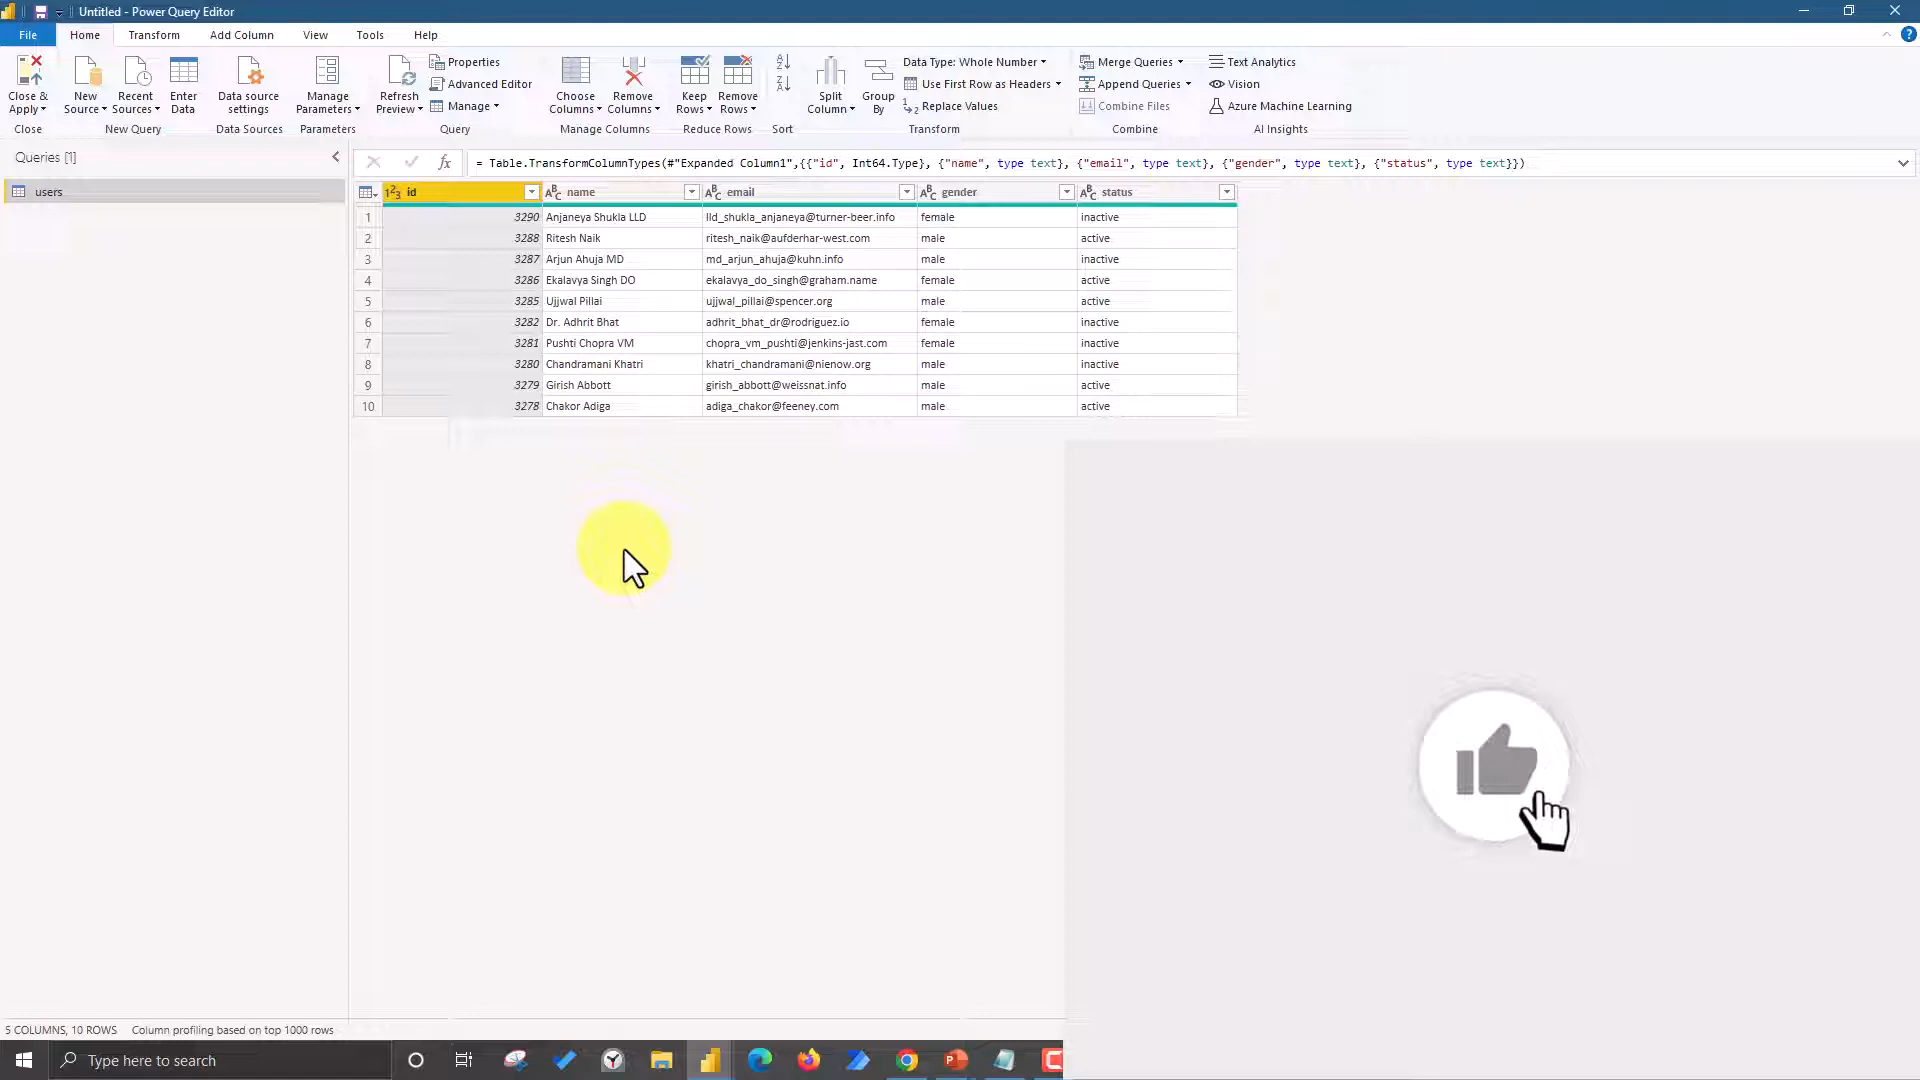 Untitled - Power Query Editor
File Home Transform Add Column View Tools Help
Close & Apply
New Source
Recent Sources
Enter Data
Data source settings
Manage Parameters
Refresh Preview
Properties
Advanced Editor
Manage
Choose Columns
Remove Columns
Keep Rows
Remove Rows
Split Column
Group By
Data Type: Whole Number
Use First Row as Headers
Replace Values
Merge Queries
Append Queries
Combine Files
Text Analytics
Vision
Azure Machine Learning
Close New Query Data Sources Parameters Query Manage Columns Reduce Rows Sort Transform Combine AI Insights
Queries [1]
users
fx = Table.TransformColumnTypes(#"Expanded Column1",{{"id", Int64.Type}, {"name", type text}, {"email", type text}, {"gender", type text}, {"status", type text}})
id name email gender status
1 3290 Anjaneya Shukla LLD lld_shukla_anjaneya@turner-beer.info female inactive
2 3288 Ritesh Naik ritesh_naik@aufderhar-west.com male active
3 3287 Arjun Ahuja MD md_arjun_ahuja@kuhn.info male inactive
4 3286 Ekalavya Singh DO ekalavya_do_singh@graham.name female active
5 3285 Ujjwal Pillai ujjwal_pillai@spencer.org male active
6 3282 Dr. Adhrit Bhat adhrit_bhat_dr@rodriguez.io female inactive
7 3281 Pushti Chopra VM chopra_vm_pushti@jenkins-jast.com female inactive
8 3280 Chandramani Khatri khatri_chandramani@nienow.org male inactive
9 3279 Girish Abbott girish_abbott@weissnat.info male active
10 3278 Chakor Adiga adiga_chakor@feeney.com male active
5 COLUMNS, 10 ROWS Column profiling based on top 1000 rows
Type here to search